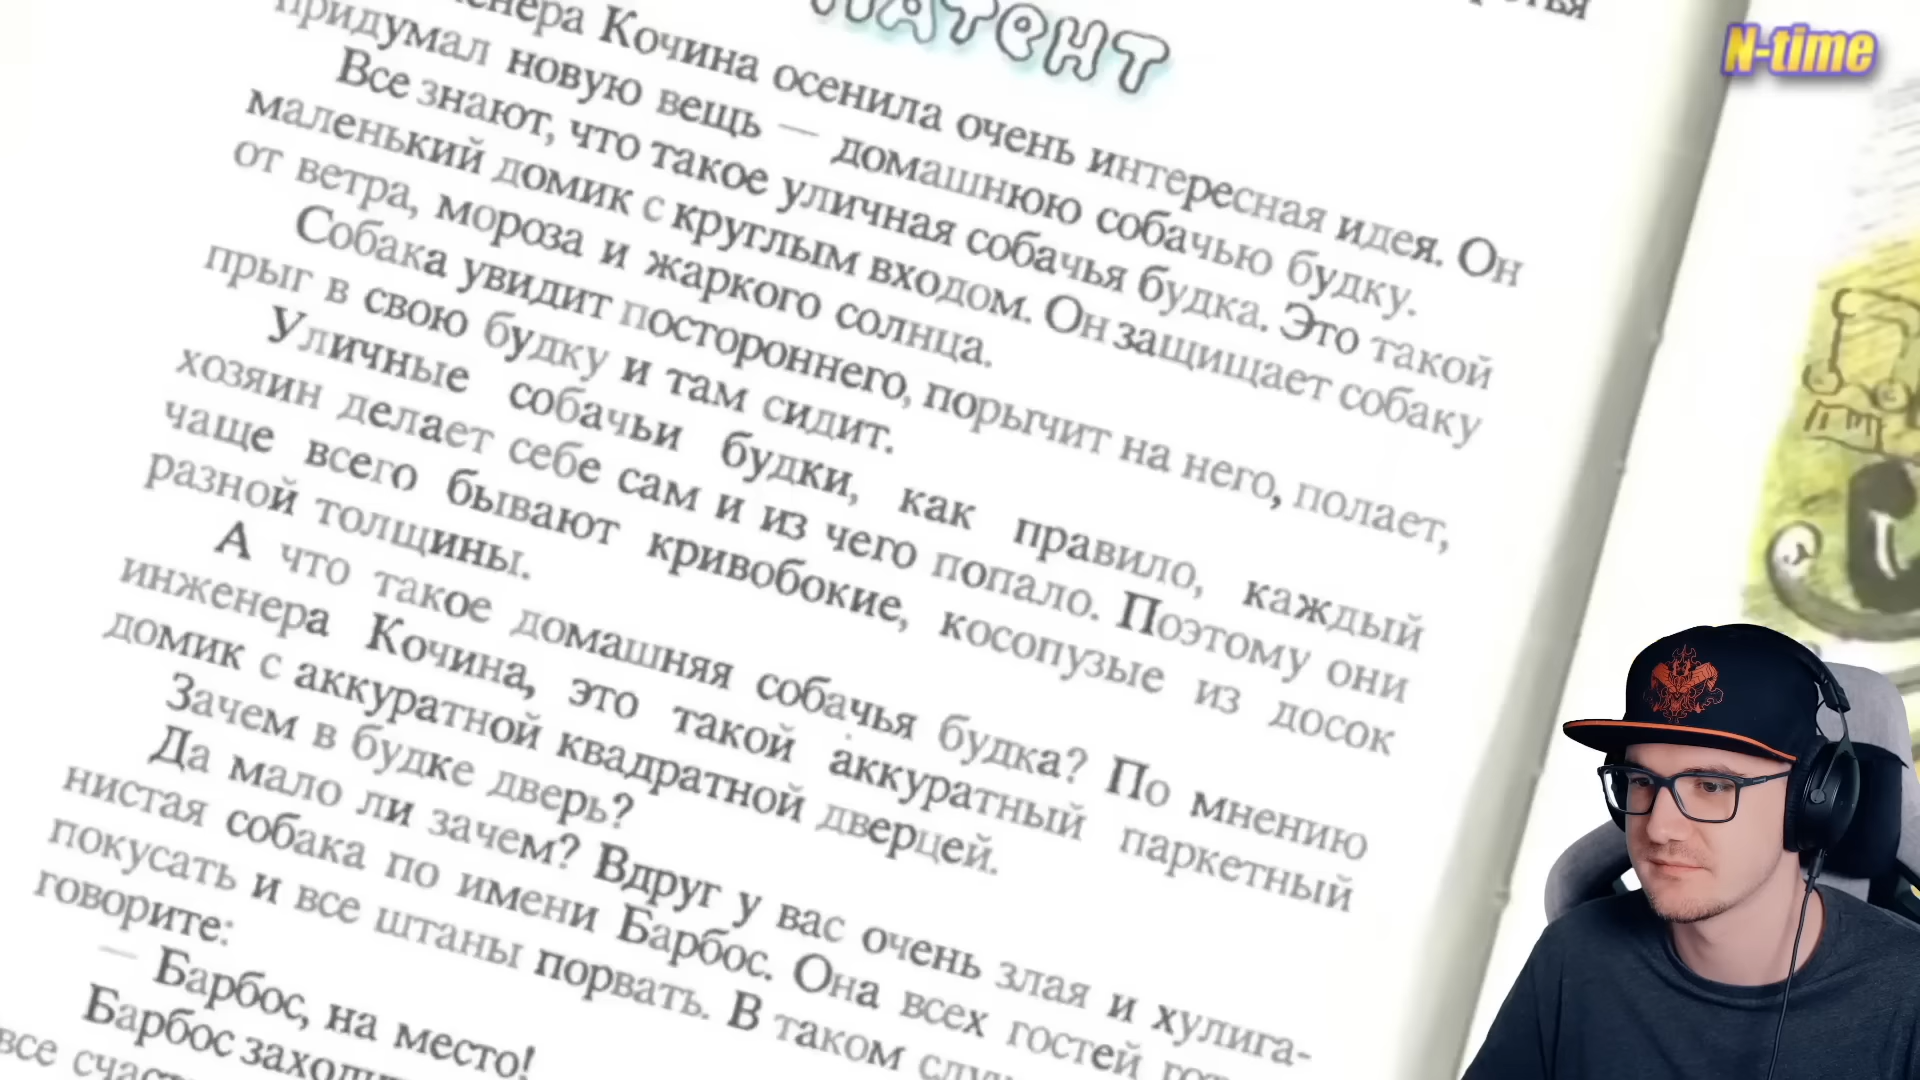 ПАТЕНТ
N-time
Кочина осенила очень интересная идея. Он
придумал новую вещь — домашнюю собачью будку.
Все знают, что такое уличная собачья будка. Это такой
маленький домик с круглым входом. Он защищает собаку
от ветра, мороза и жаркого солнца.
Собака увидит постороннего, порычит на него, полает,
прыг в свою будку и там сидит.
Уличные собачьи будки, как правило, каждый
хозяин делает себе сам и из чего попало. Поэтому они
чаще всего бывают кривобокие, косопузые из досок
разной толщины.
А что такое домашняя собачья будка? По мнению
инженера Кочина, это такой аккуратный паркетный
домик с аккуратной квадратной дверцей.
Зачем в будке дверь?
Да мало ли зачем? Вдруг у вас очень злая и хулига-
нистая собака по имени Барбос. Она всех гостей
покусать и все штаны порвать. В таком
говорите:
— Барбос, на место!
Барбос
все